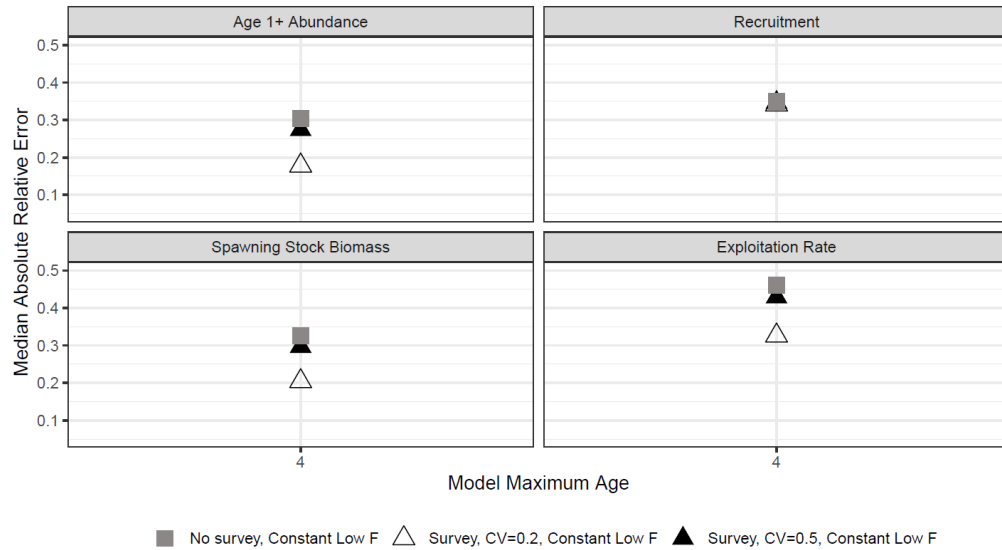 Age 1+ Abundance
Recruitment
0.5
0.4
0.3
0.2
0.1
Spawning Stock Biomass
Exploitation Rate
0.5
0.4
0.3
0.2
0.1
Median Absolute Relative Error
4
4
Model Maximum Age
No survey, Constant Low F
Survey, CV=0.2, Constant Low F
Survey, CV=0.5, Constant Low F